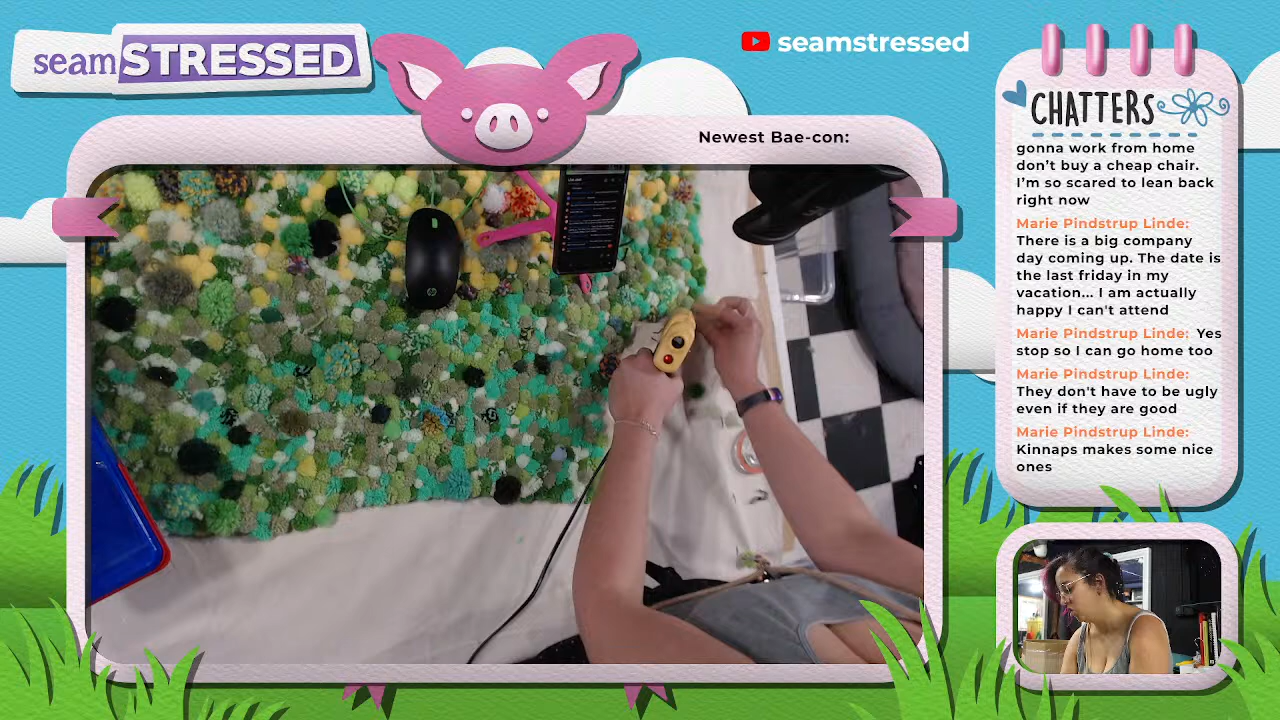 seamSTRESSED
seamstressed
Newest Bae-con:
CHATTERS
gonna work from home
don’t buy a cheap chair.
I’m so scared to lean back
right now
Marie Pindstrup Linde:
There is a big company
day coming up. The date is
the last friday in my
vacation... I am actually
happy I can't attend
Marie Pindstrup Linde: Yes
stop so I can go home too
Marie Pindstrup Linde:
They don't have to be ugly
even if they are good
Marie Pindstrup Linde:
Kinnaps makes some nice
ones